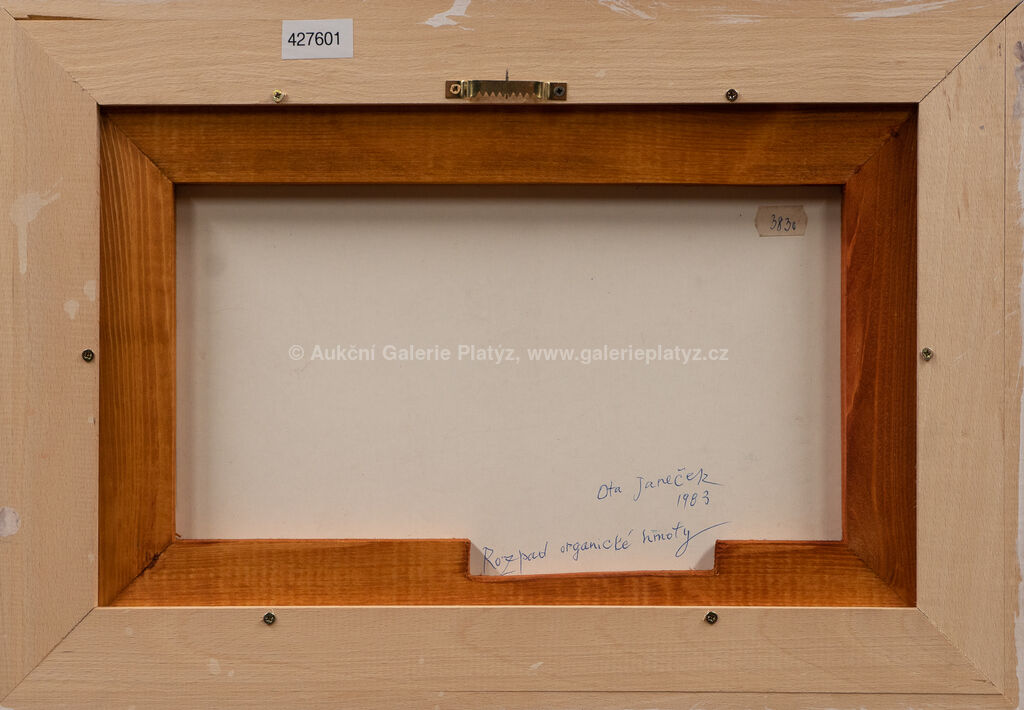 427601
3830
© Aukční Galerie Platýz, www.galerieplatyz.cz
Ota Janeček
1983
Rozpad organické hmoty